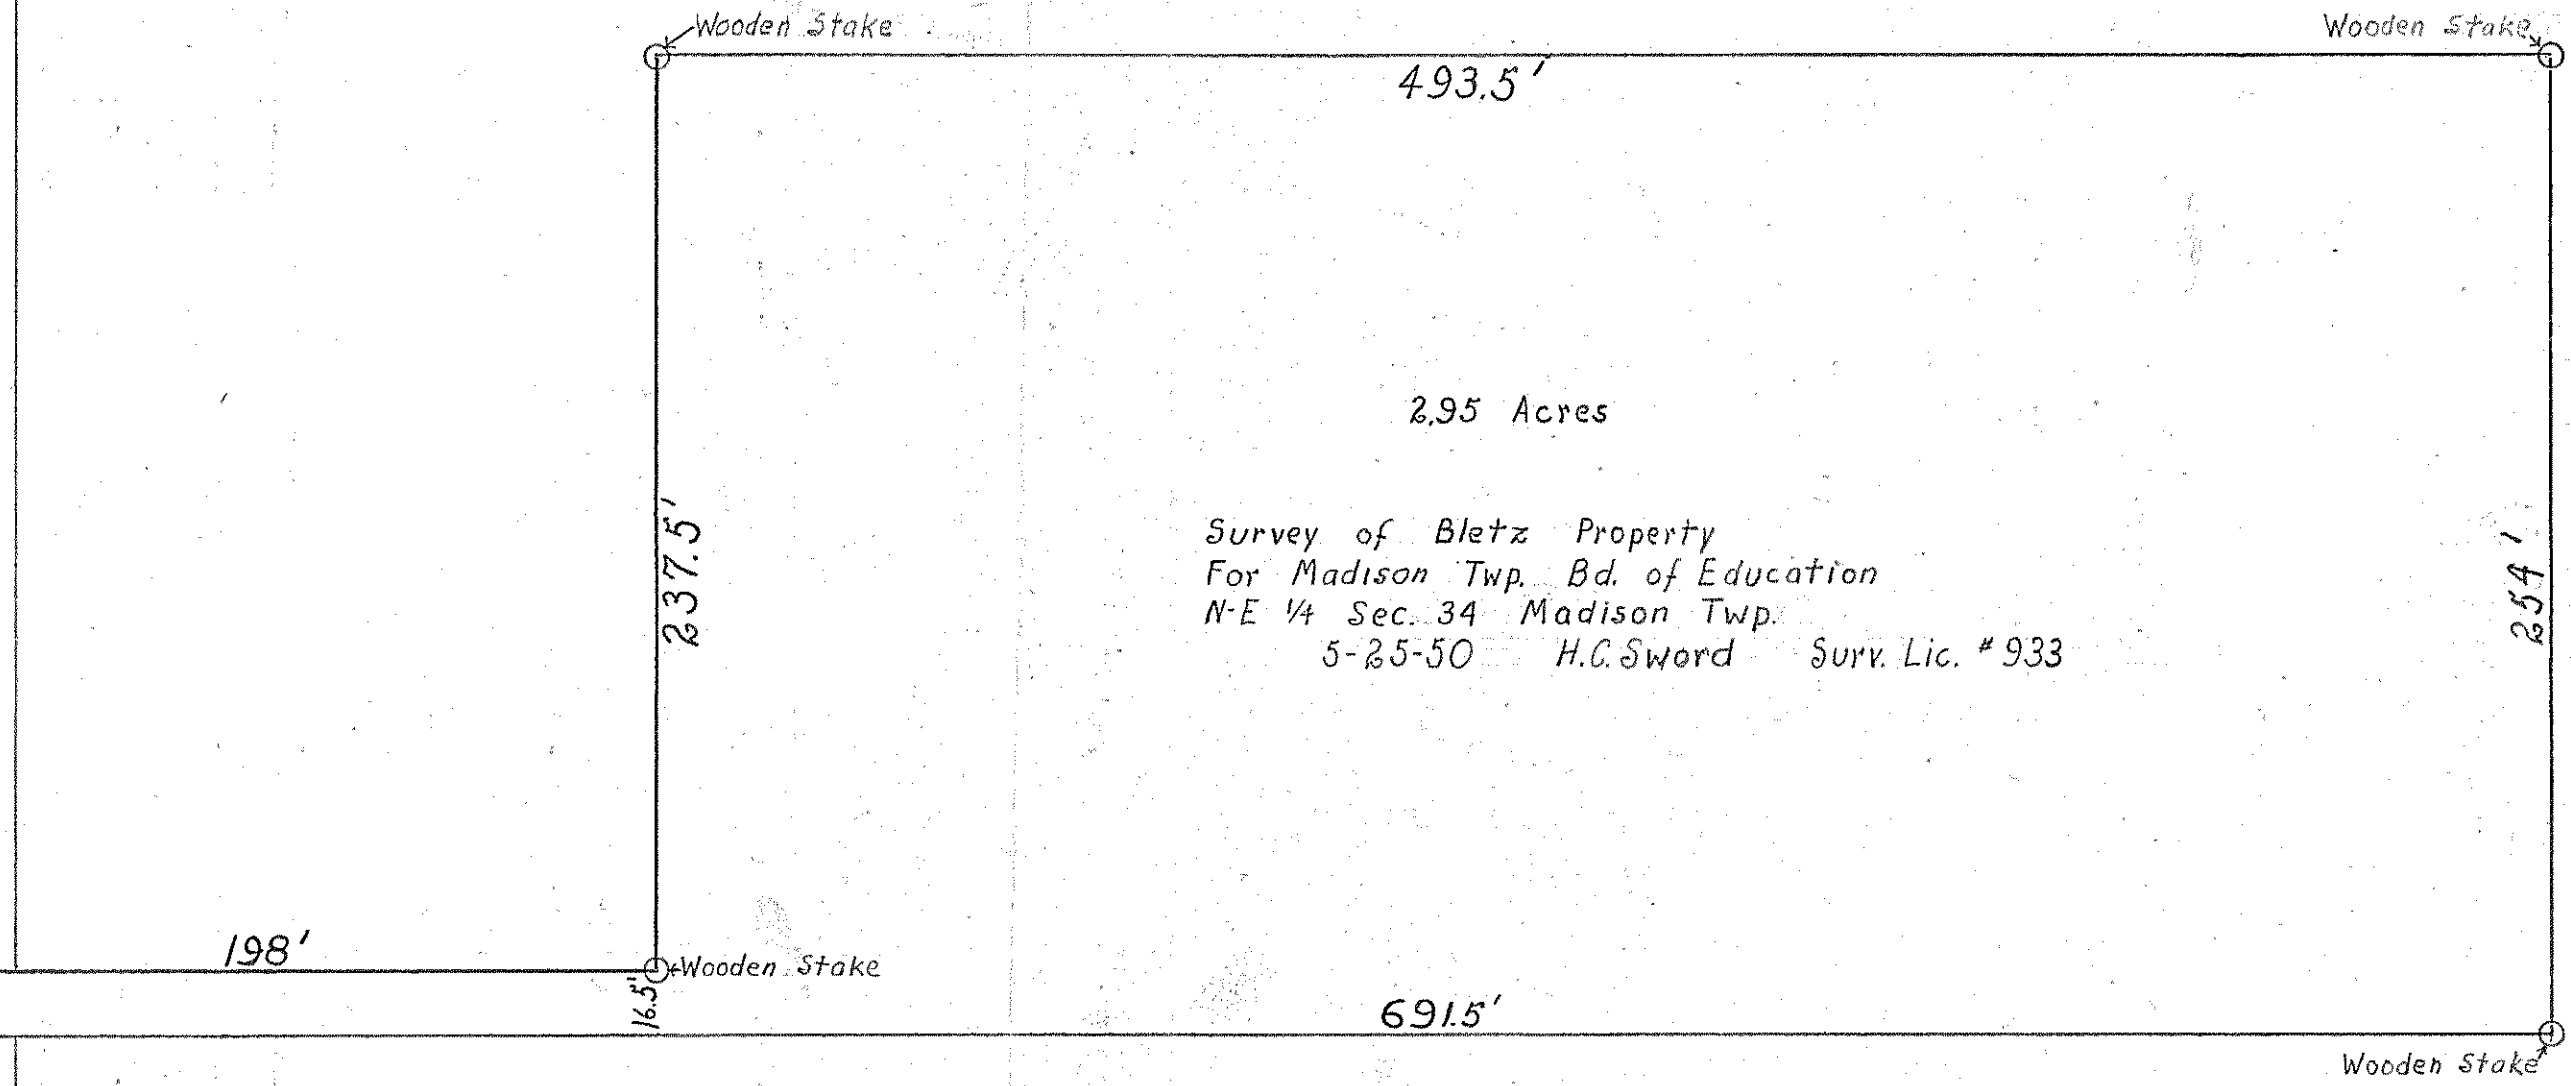 Wooden Stake
Wooden Stake
493.5'
2.95 Acres
237.5'
Survey of Bletz Property
For Madison Twp. Bd. of Education
N-E 1/4 Sec. 34 Madison Twp.
5-25-50 H.C. Sword Surv. Lic. # 933
254'
198'
Wooden Stake
16.5'
691.5'
Wooden Stake